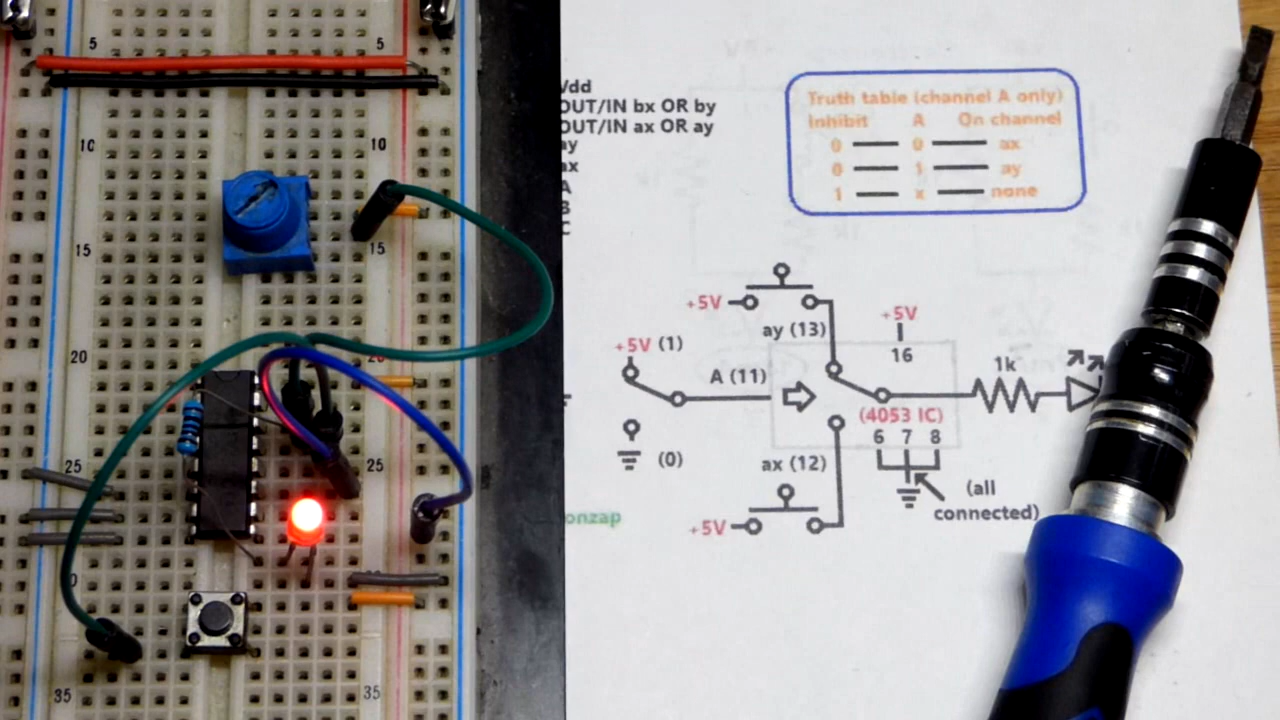 5 5
10 10
15 15
20
25 25
35 35
Vdd
OUT/IN bx OR by
OUT/IN ax OR ay
ay
ax
A
B
C
Truth table (channel A only)
Inhibit A On channel
0 0 ax
0 1 ay
1 x none
+5V
ay (13)
+5V
16
+5V (1)
A (11)
1k
(4053 IC)
6 7 8
(0)
ax (12)
(all
connected)
+5V
onzap